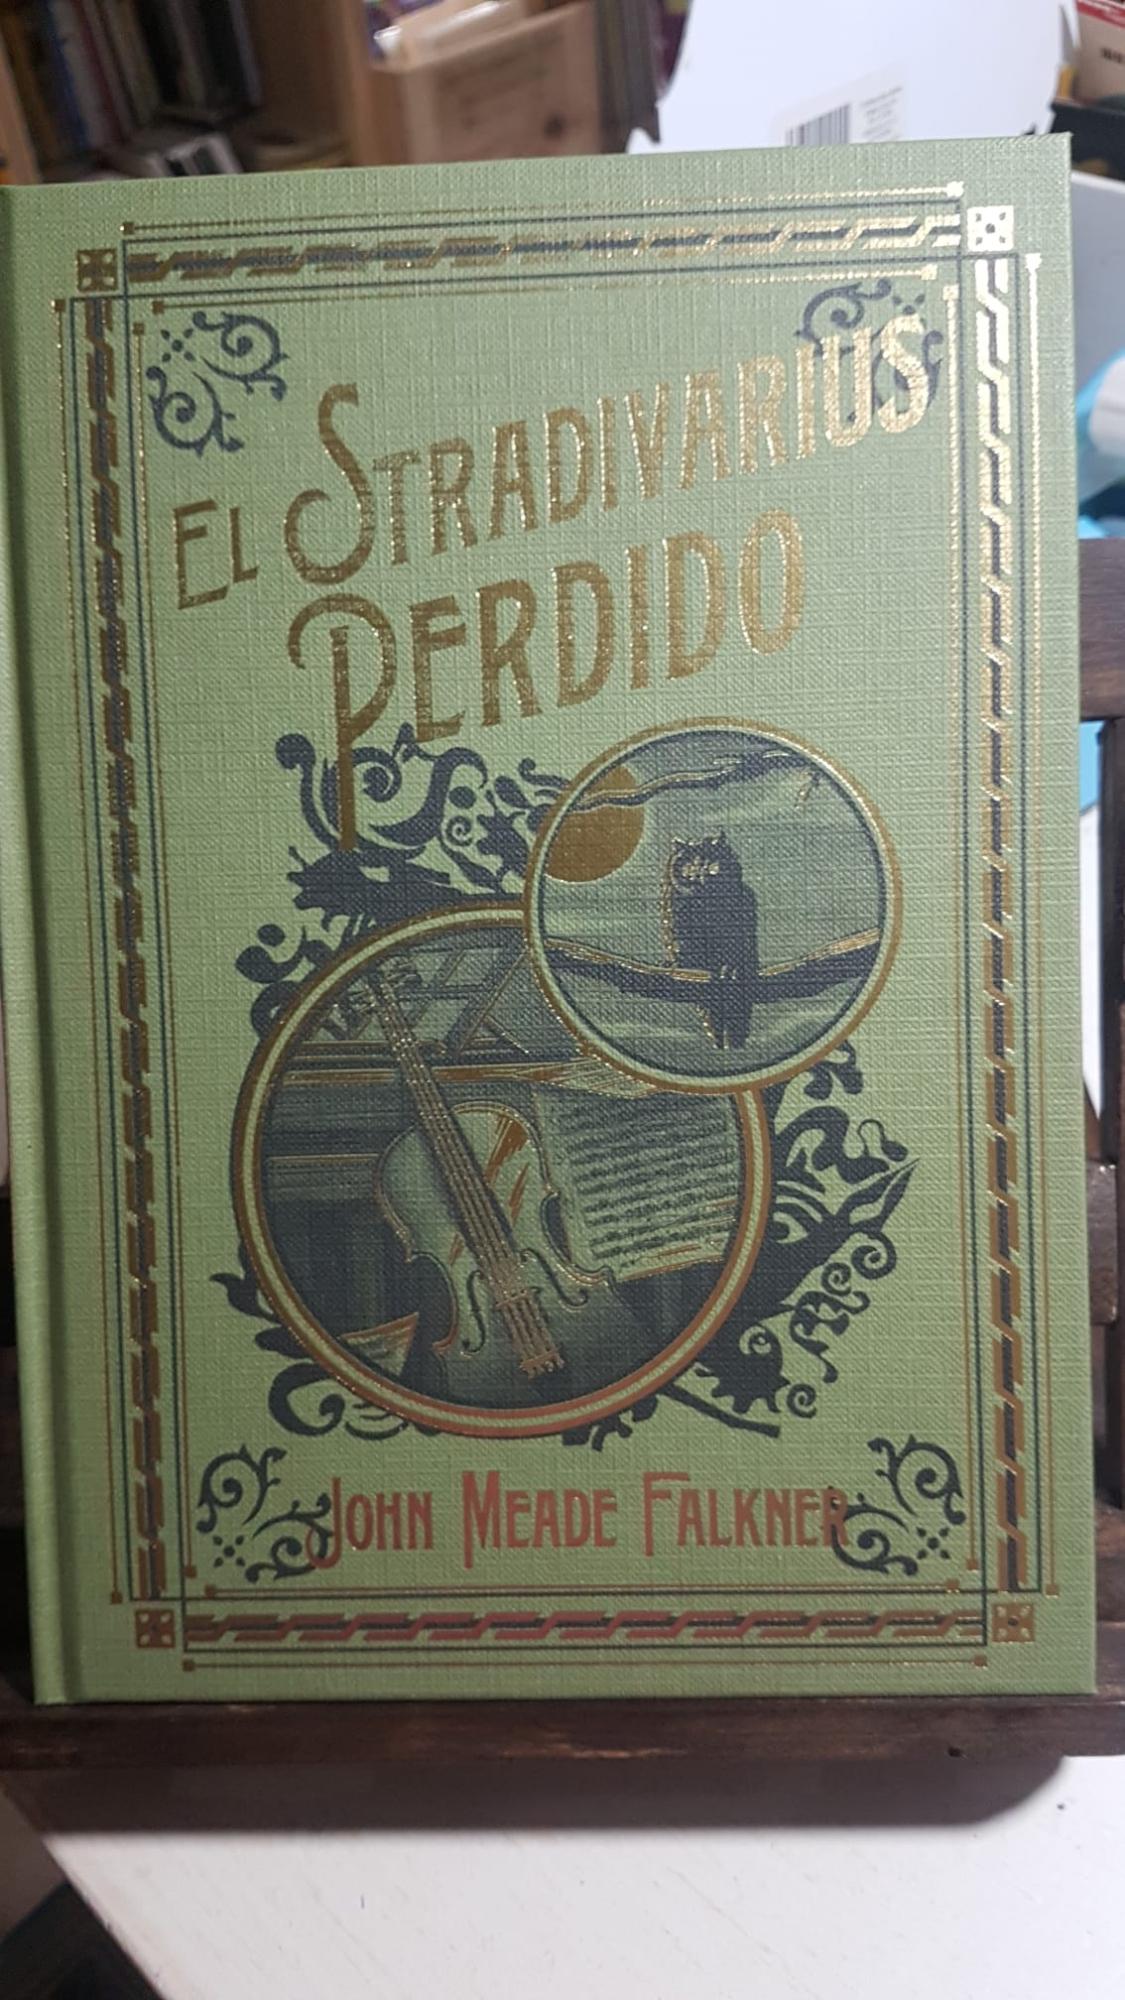 EL STRADIVARIUS
PERDIDO
JOHN MEADE FALKNER